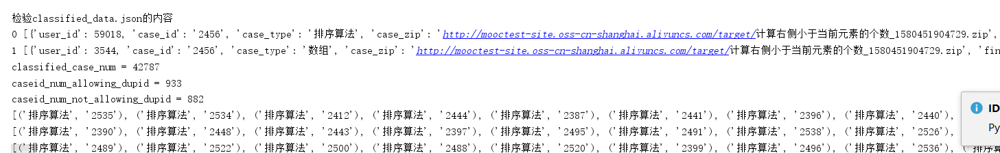 检验classified_data.json的内容
0 [{'user_id': 59018, 'case_id': '2456', 'case_type': '排序算法', 'case_zip': 'http://mooctest-site.oss-cn-shanghai.aliyuncs.com/target/计算右侧小于当前元素的个数_1580451904729.zip',
1 [{'user_id': 3544, 'case_id': '2456', 'case_type': '数组', 'case_zip': 'http://mooctest-site.oss-cn-shanghai.aliyuncs.com/target/计算右侧小于当前元素的个数_1580451904729.zip', 'fin
classified_case_num = 42787
caseid_num_allowing_dupid = 933
caseid_num_not_allowing_dupid = 882
[('排序算法', '2535'), ('排序算法', '2534'), ('排序算法', '2412'), ('排序算法', '2444'), ('排序算法', '2387'), ('排序算法', '2441'), ('排序算法', '2396'), ('排序算法', '2440'),
[('排序算法', '2390'), ('排序算法', '2448'), ('排序算法', '2443'), ('排序算法', '2397'), ('排序算法', '2495'), ('排序算法', '2491'), ('排序算法', '2538'), ('排序算法', '2526'),
[('排序算法', '2489'), ('排序算法', '2522'), ('排序算法', '2500'), ('排序算法', '2488'), ('排序算法', '2520'), ('排序算法', '2399'), ('排序算法', '2496'), ('排序算法', '2536'),
ID
Py